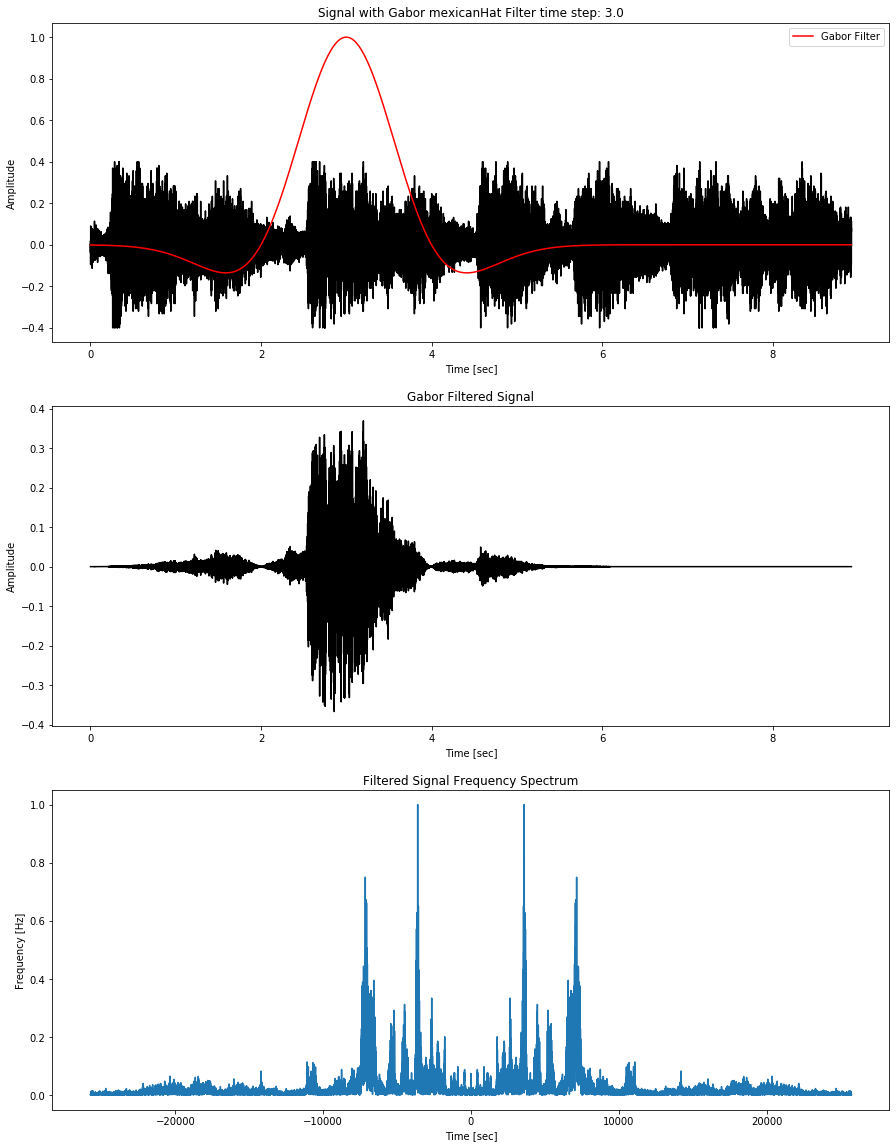 Signal with Gabor mexicanHat Filter time step: 3.0
Gabor Filter
1.0
0.8
0.6
0.4
0.2
0.0
−0.2
−0.4
Amplitude
0 2 4 6 8
Time [sec]
Gabor Filtered Signal
0.4
0.3
0.2
0.1
0.0
−0.1
−0.2
−0.3
−0.4
Amplitude
0 2 4 6 8
Time [sec]
Filtered Signal Frequency Spectrum
1.0
0.8
0.6
0.4
0.2
0.0
Frequency [Hz]
−20000 −10000 0 10000 20000
Time [sec]